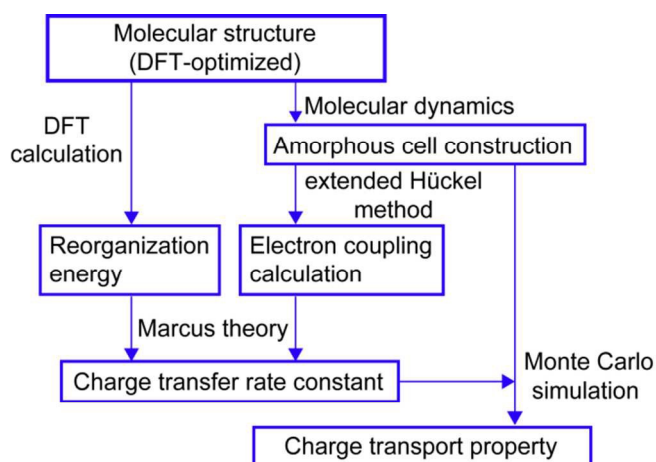 Molecular structure
(DFT-optimized)
DFT
calculation
Molecular dynamics
Amorphous cell construction
extended Hückel
method
Reorganization
energy
Electron coupling
calculation
Marcus theory
Charge transfer rate constant
Monte Carlo
simulation
Charge transport property